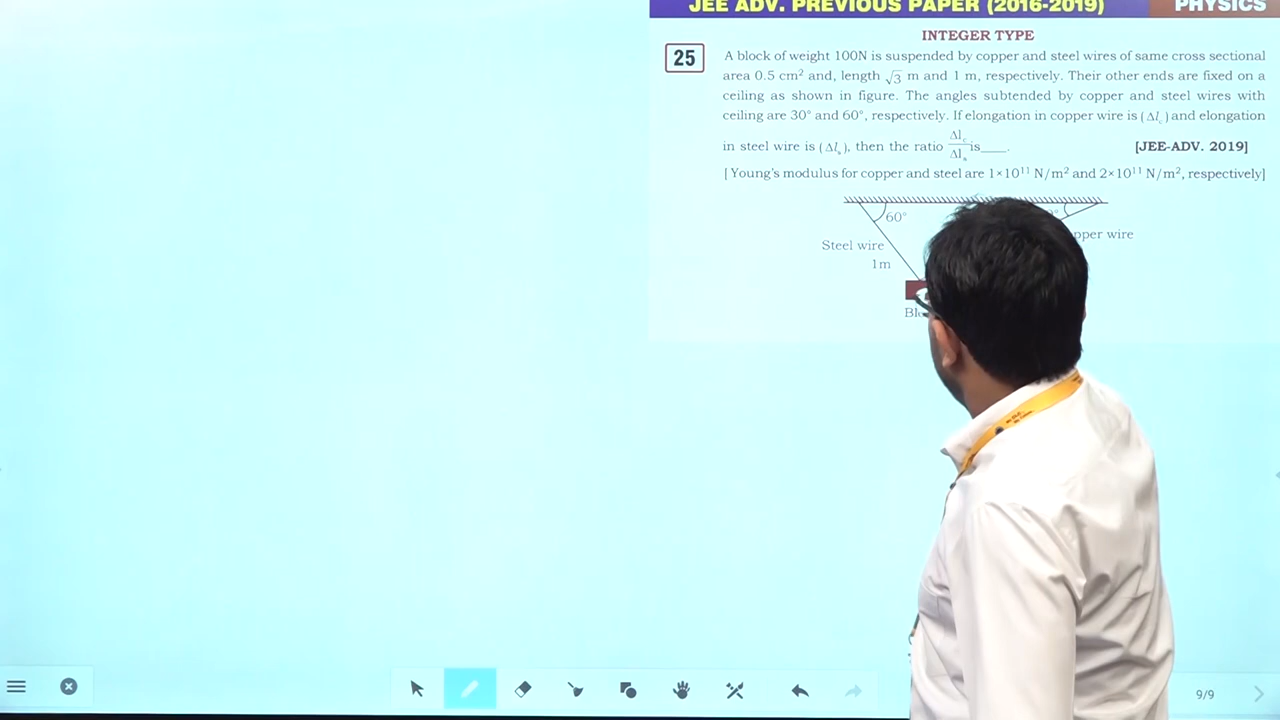 JEE ADV. PREVIOUS PAPER (2016-2019) PHYSICS
INTEGER TYPE
25 A block of weight 100N is suspended by copper and steel wires of same cross sectional
area 0.5 cm² and, length √3 m and 1 m, respectively. Their other ends are fixed on a
ceiling as shown in figure. The angles subtended by copper and steel wires with
ceiling are 30° and 60°, respectively. If elongation in copper wire is (Δl꜀) and elongation
in steel wire is (Δlₛ), then the ratio Δl꜀/Δlₛ is____. [JEE-ADV. 2019]
[Young's modulus for copper and steel are 1×10¹¹ N/m² and 2×10¹¹ N/m², respectively]
60°
Steel wire
wire
1m
9/9